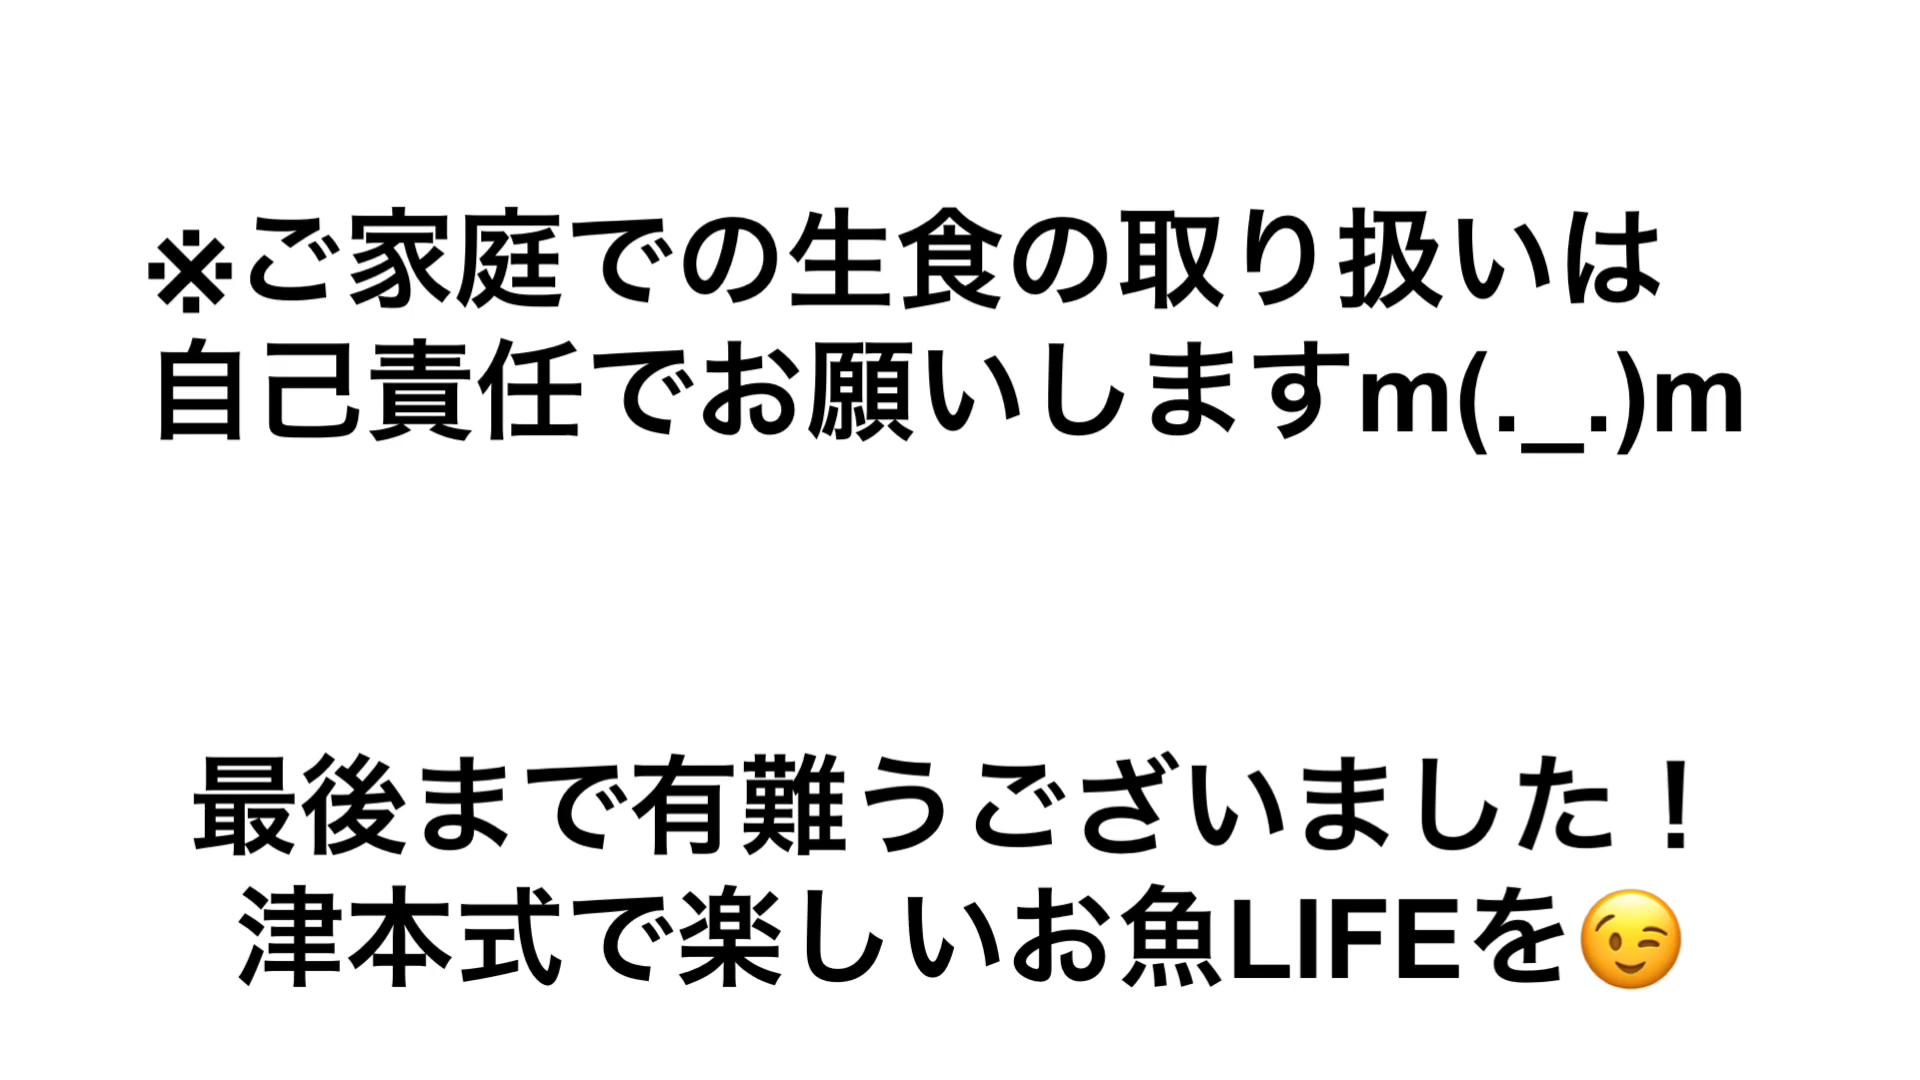 ※ご家庭での生食の取り扱いは
自己責任でお願いしますm(._.)m
最後まで有難うございました！
津本式で楽しいお魚LIFEを😉